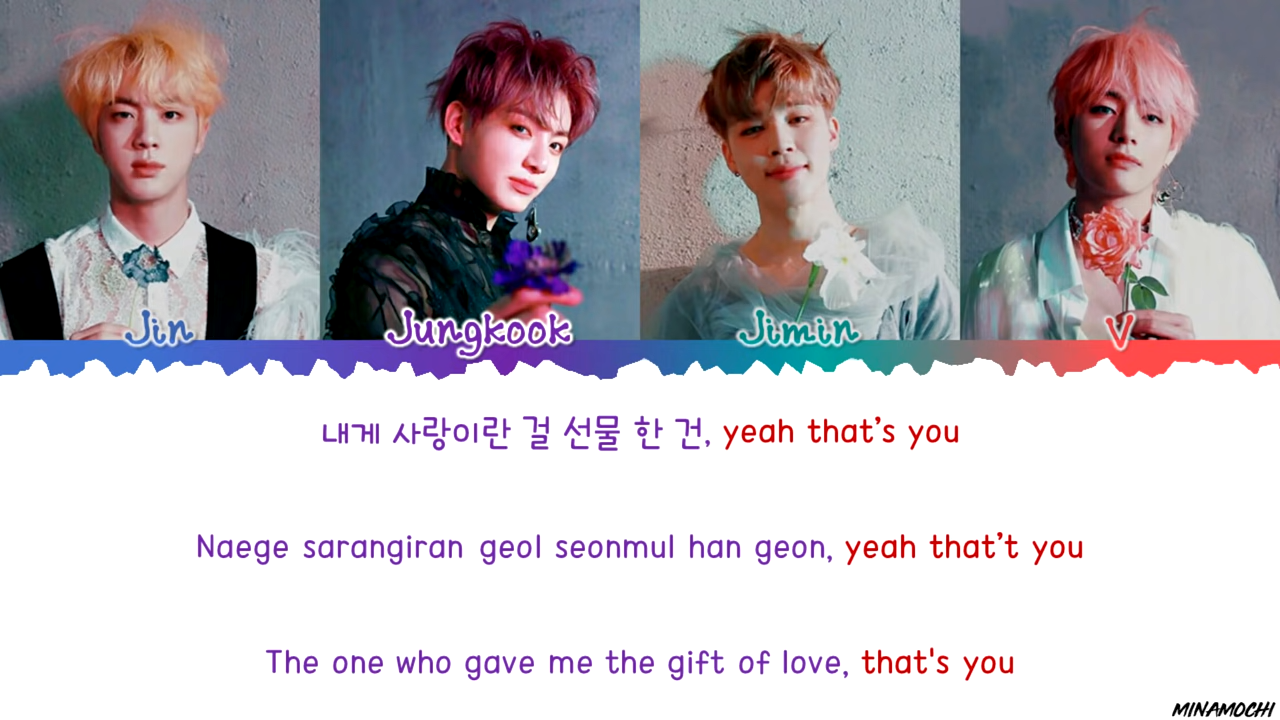 Jin
Jungkook
Jimin
V
내게 사랑이란 걸 선물 한 건, yeah that’s you
Naege sarangiran geol seonmul han geon, yeah that’t you
The one who gave me the gift of love, that's you
MINAMOCHI